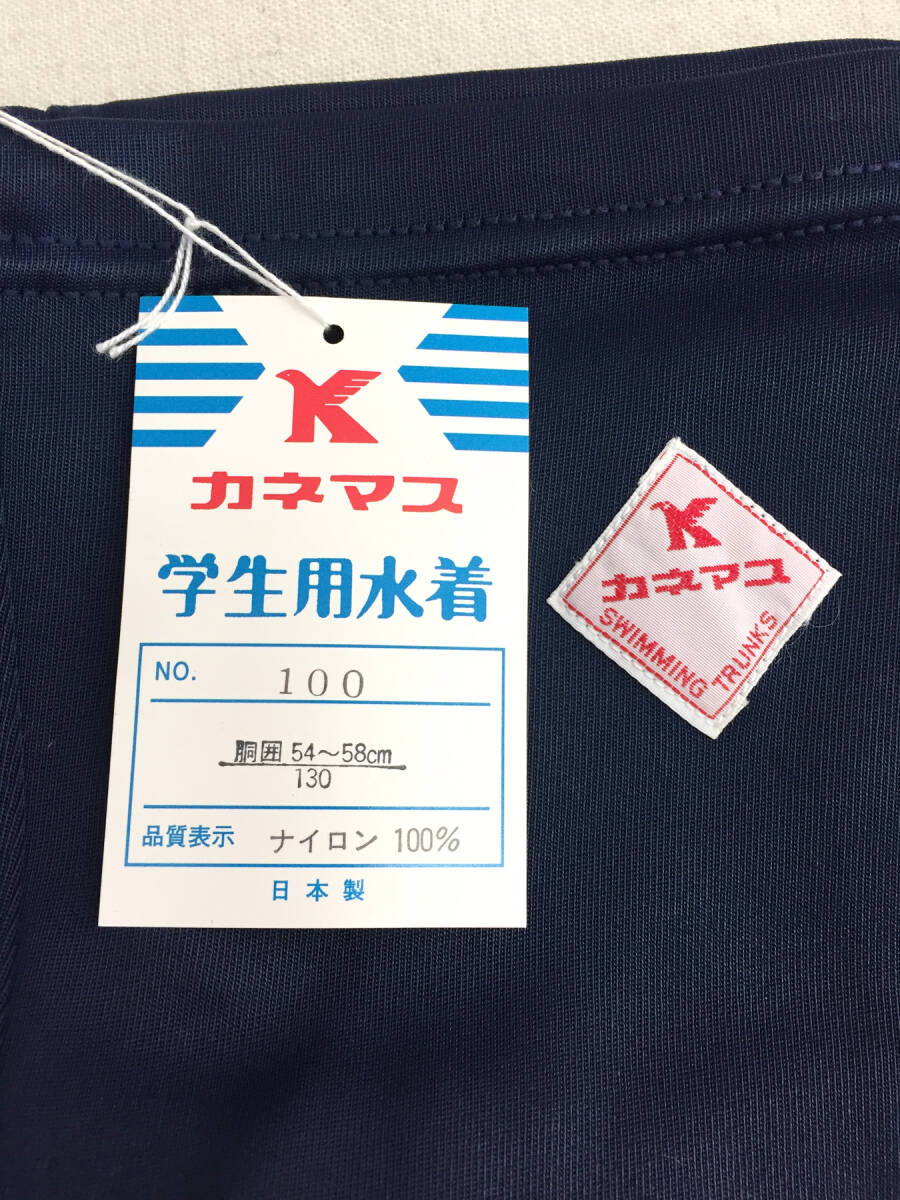 K
カネマス
学生用水着
NO. 100
胴囲 54〜58cm
130
品質表示 ナイロン 100%
日本製
K
カネマス
SWIMMING TRUNKS